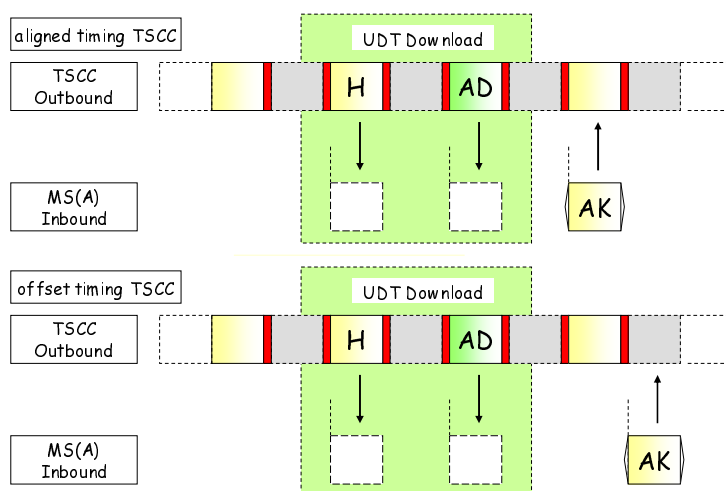 aligned timing TSCC
UDT Download
TSCC
Outbound
H
AD
MS(A)
Inbound
AK
offset timing TSCC
UDT Download
TSCC
Outbound
H
AD
MS(A)
Inbound
AK